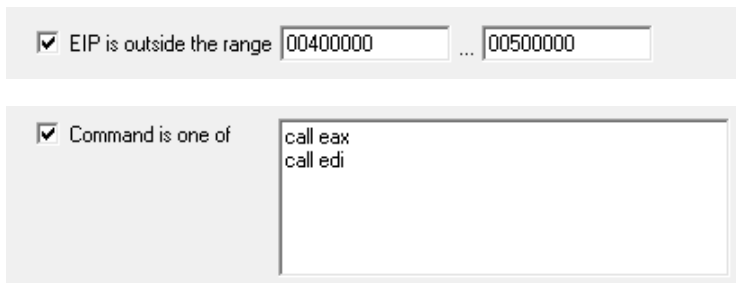 EIP is outside the range 00400000 ... 00500000
Command is one of
call eax
call edi